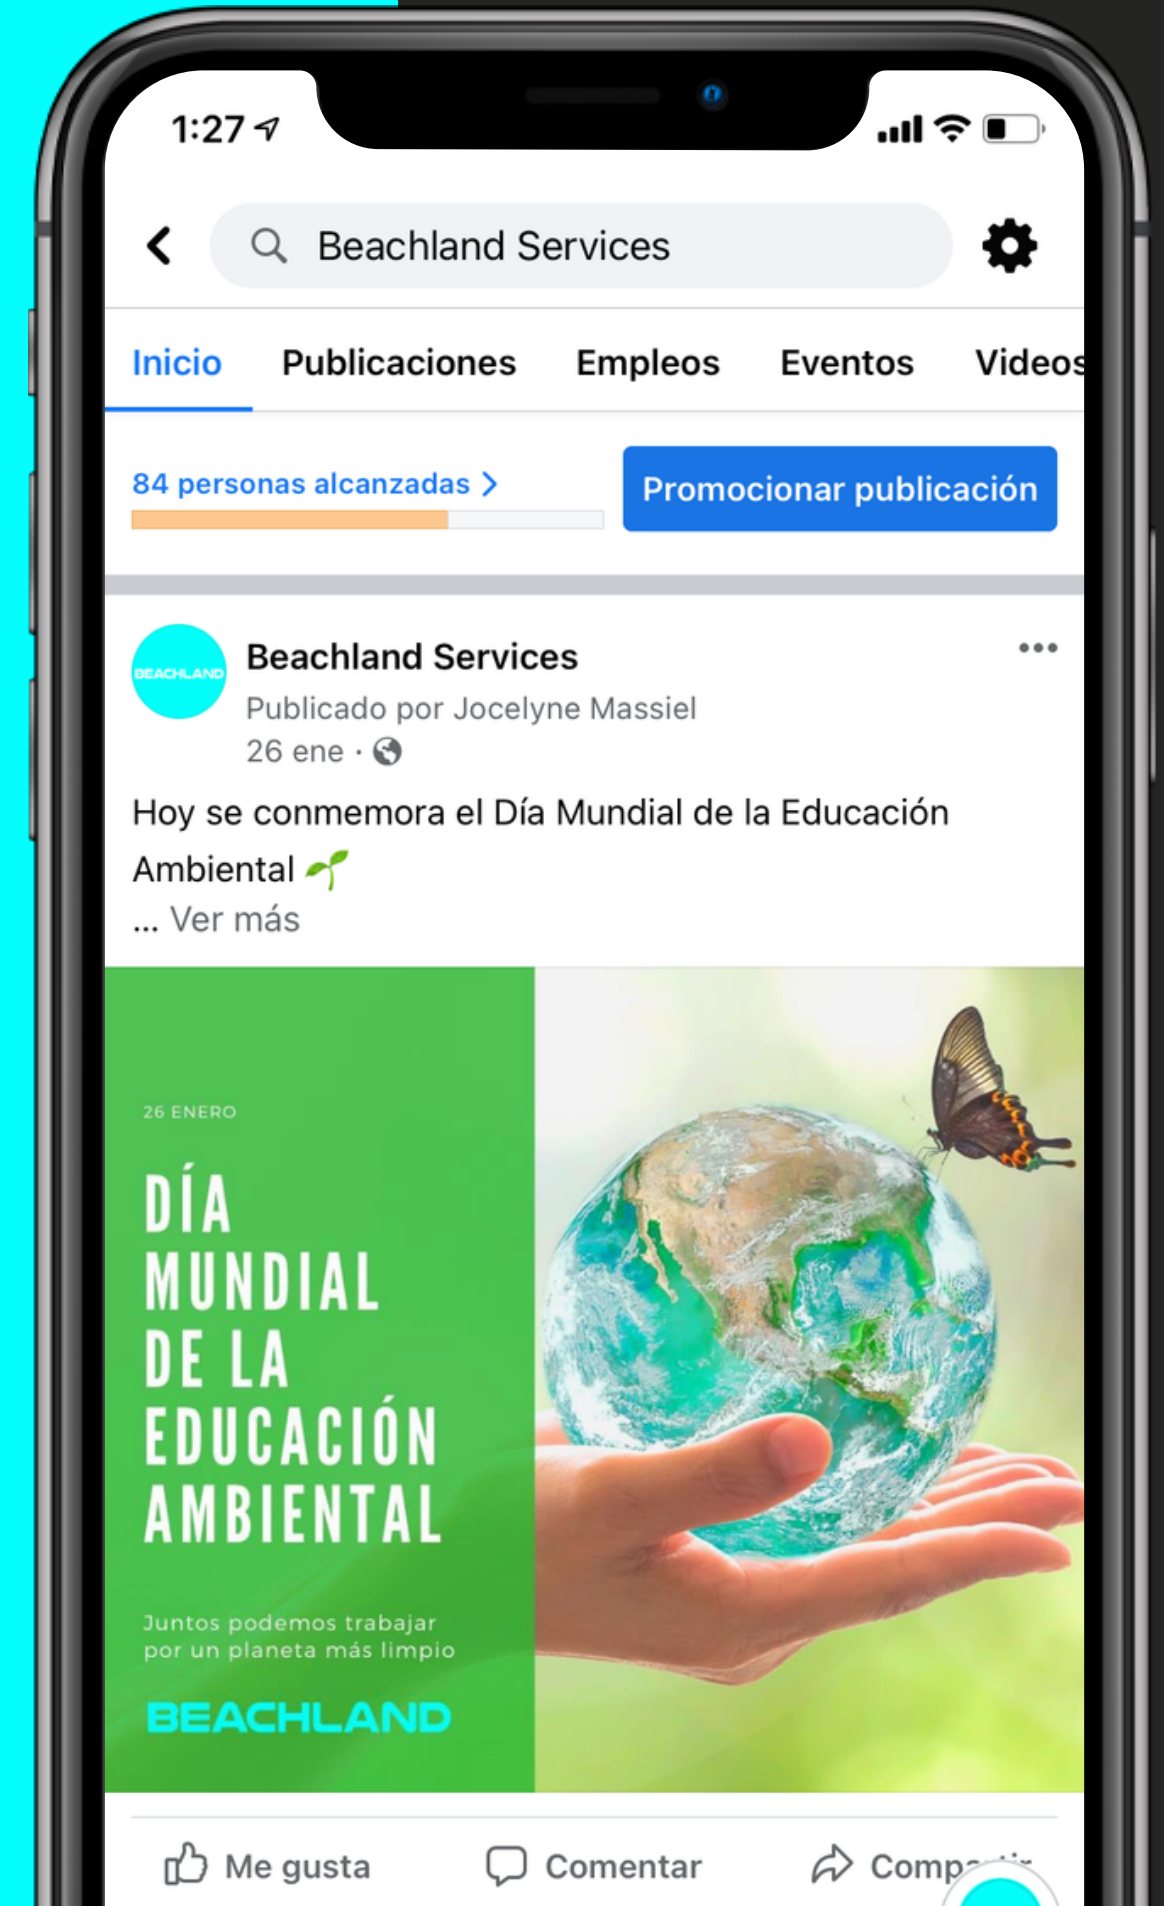 1:27
Beachland Services
Inicio Publicaciones Empleos Eventos Videos
84 personas alcanzadas
Promocionar publicación
BEACHLAND
Beachland Services
Publicado por Jocelyne Massiel
26 ene ·
Hoy se conmemora el Día Mundial de la Educación
Ambiental
... Ver más
26 ENERO
DÍA
MUNDIAL
DE LA
EDUCACIÓN
AMBIENTAL
Juntos podemos trabajar
por un planeta más limpio
BEACHLAND
Me gusta Comentar Compartir